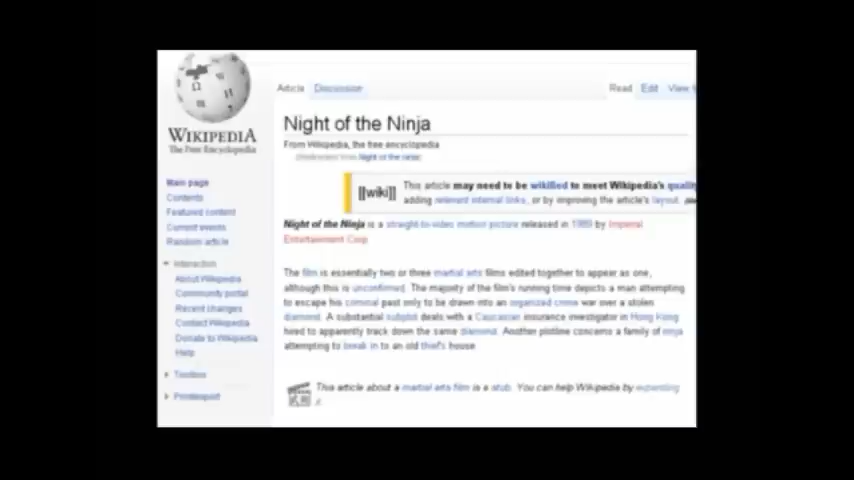 WIKIPEDIA
The Free Encyclopedia
Main page
Contents
Featured content
Current events
Random article
Interaction
About Wikipedia
Community portal
Recent changes
Contact Wikipedia
Donate to Wikipedia
Help
Toolbox
Print/export
Article Discussion Read Edit View
Night of the Ninja
From Wikipedia, the free encyclopedia
(Redirected from Night of the ninja)
[[wiki]]
This article may need to be wikified to meet Wikipedia's quality
adding relevant internal links, or by improving the article's layout.
Night of the Ninja is a straight-to-video motion picture released in 1989 by Imperial
Entertainment Corp
The film is essentially two or three martial arts films edited together to appear as one,
although this is unconfirmed. The majority of the film's running time depicts a man attempting
to escape his criminal past only to be drawn into an organized crime war over a stolen
diamond. A substantial subplot deals with a Caucasian insurance investigator in Hong Kong
hired to apparently track down the same diamond. Another plotline concerns a family of ninja
attempting to break in to an old thief's house
This article about a martial arts film is a stub. You can help Wikipedia by expanding
it.